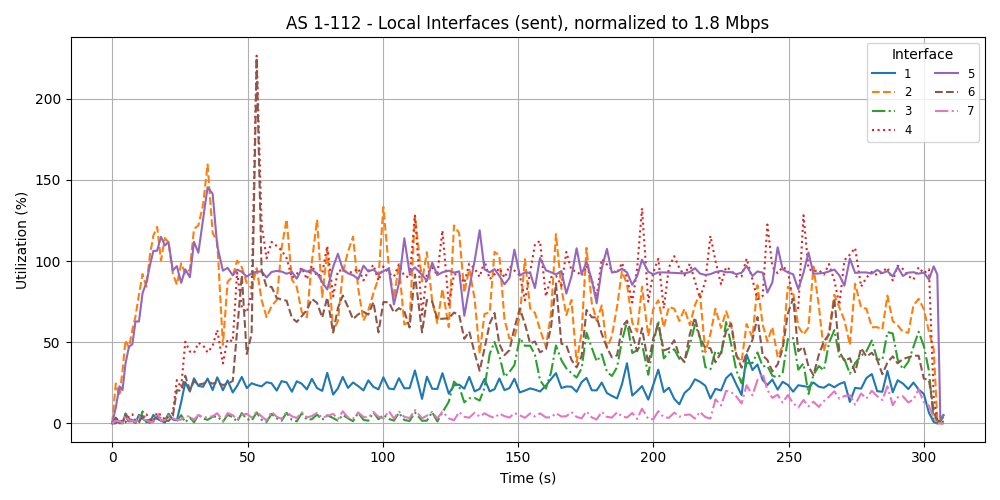 AS 1-112 - Local Interfaces (sent), normalized to 1.8 Mbps
Utilization (%)
200
150
100
50
0
0 50 100 150 200 250 300
Time (s)
Interface
1 5
2 6
3 7
4